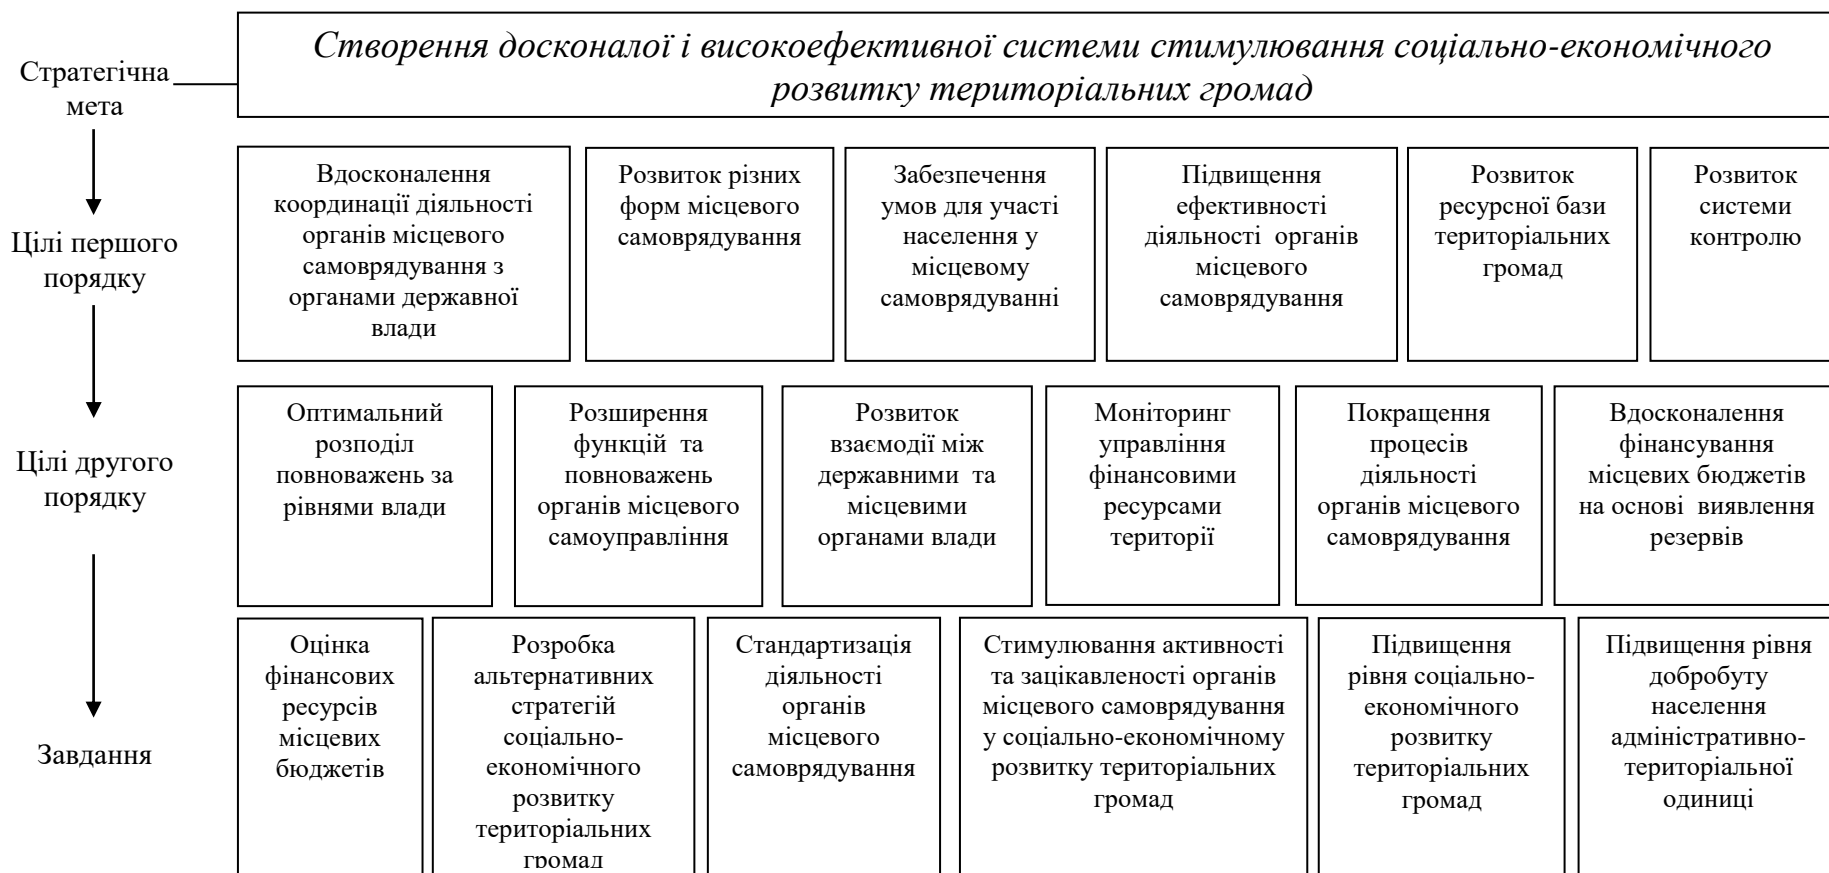 Стратегічна
мета
Створення досконалої і високоефективної системи стимулювання соціально-економічного
розвитку територіальних громад
Цілі першого
порядку
Вдосконалення
координації діяльності
органів місцевого
самоврядування з
органами державної
влади
Розвиток різних
форм місцевого
самоврядування
Забезпечення
умов для участі
населення у
місцевому
самоврядуванні
Підвищення
ефективності
діяльності органів
місцевого
самоврядування
Розвиток
ресурсної бази
територіальних
громад
Розвиток
системи
контролю
Цілі другого
порядку
Оптимальний
розподіл
повноважень за
рівнями влади
Розширення
функцій та
повноважень
органів місцевого
самоуправління
Розвиток
взаємодії між
державними та
місцевими
органами влади
Моніторинг
управління
фінансовими
ресурсами
території
Покращення
процесів
діяльності
органів місцевого
самоврядування
Вдосконалення
фінансування
місцевих бюджетів
на основі виявлення
резервів
Завдання
Оцінка
фінансових
ресурсів
місцевих
бюджетів
Розробка
альтернативних
стратегій
соціально-
економічного
розвитку
територіальних
громад
Стандартизація
діяльності
органів
місцевого
самоврядування
Стимулювання активності
та зацікавленості органів
місцевого самоврядування
у соціально-економічному
розвитку територіальних
громад
Підвищення
рівня соціально-
економічного
розвитку
територіальних
громад
Підвищення рівня
добробуту
населення
адміністративно-
територіальної
одиниці